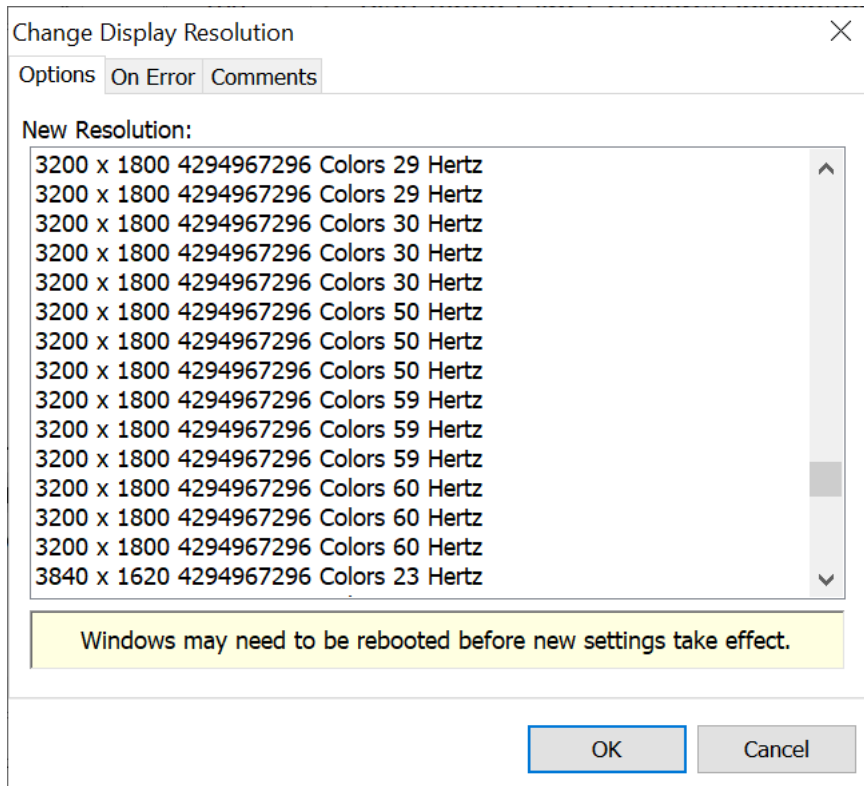 Change Display Resolution
Options On Error Comments
New Resolution:
3200 x 1800 4294967296 Colors 29 Hertz
3200 x 1800 4294967296 Colors 29 Hertz
3200 x 1800 4294967296 Colors 30 Hertz
3200 x 1800 4294967296 Colors 30 Hertz
3200 x 1800 4294967296 Colors 30 Hertz
3200 x 1800 4294967296 Colors 50 Hertz
3200 x 1800 4294967296 Colors 50 Hertz
3200 x 1800 4294967296 Colors 50 Hertz
3200 x 1800 4294967296 Colors 59 Hertz
3200 x 1800 4294967296 Colors 59 Hertz
3200 x 1800 4294967296 Colors 59 Hertz
3200 x 1800 4294967296 Colors 60 Hertz
3200 x 1800 4294967296 Colors 60 Hertz
3200 x 1800 4294967296 Colors 60 Hertz
3840 x 1620 4294967296 Colors 23 Hertz
Windows may need to be rebooted before new settings take effect.
OK Cancel